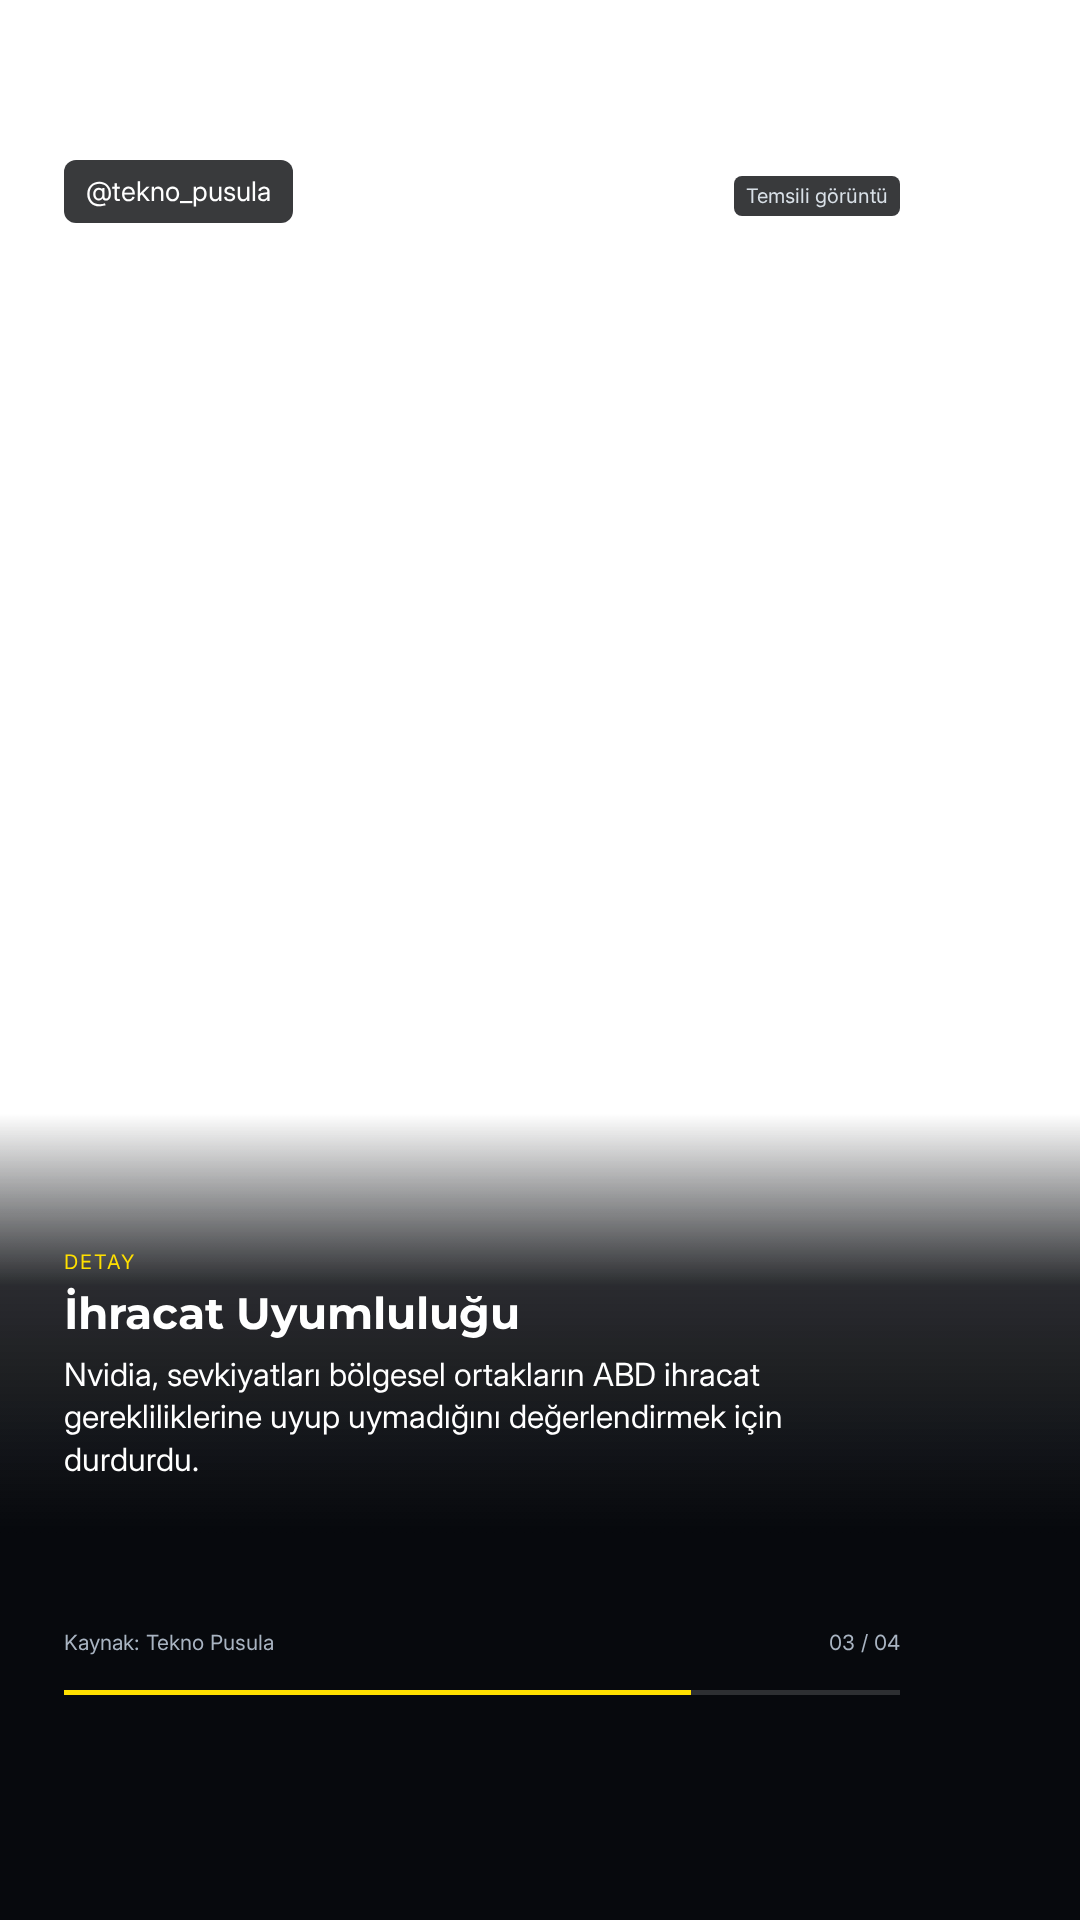 @tekno_pusula
Temsili görüntü
DETAY
İhracat Uyumluluğu
Nvidia, sevkiyatları bölgesel ortakların ABD ihracat
gerekliliklerine uyup uymadığını değerlendirmek için
durdurdu.
Kaynak: Tekno Pusula
03 / 04